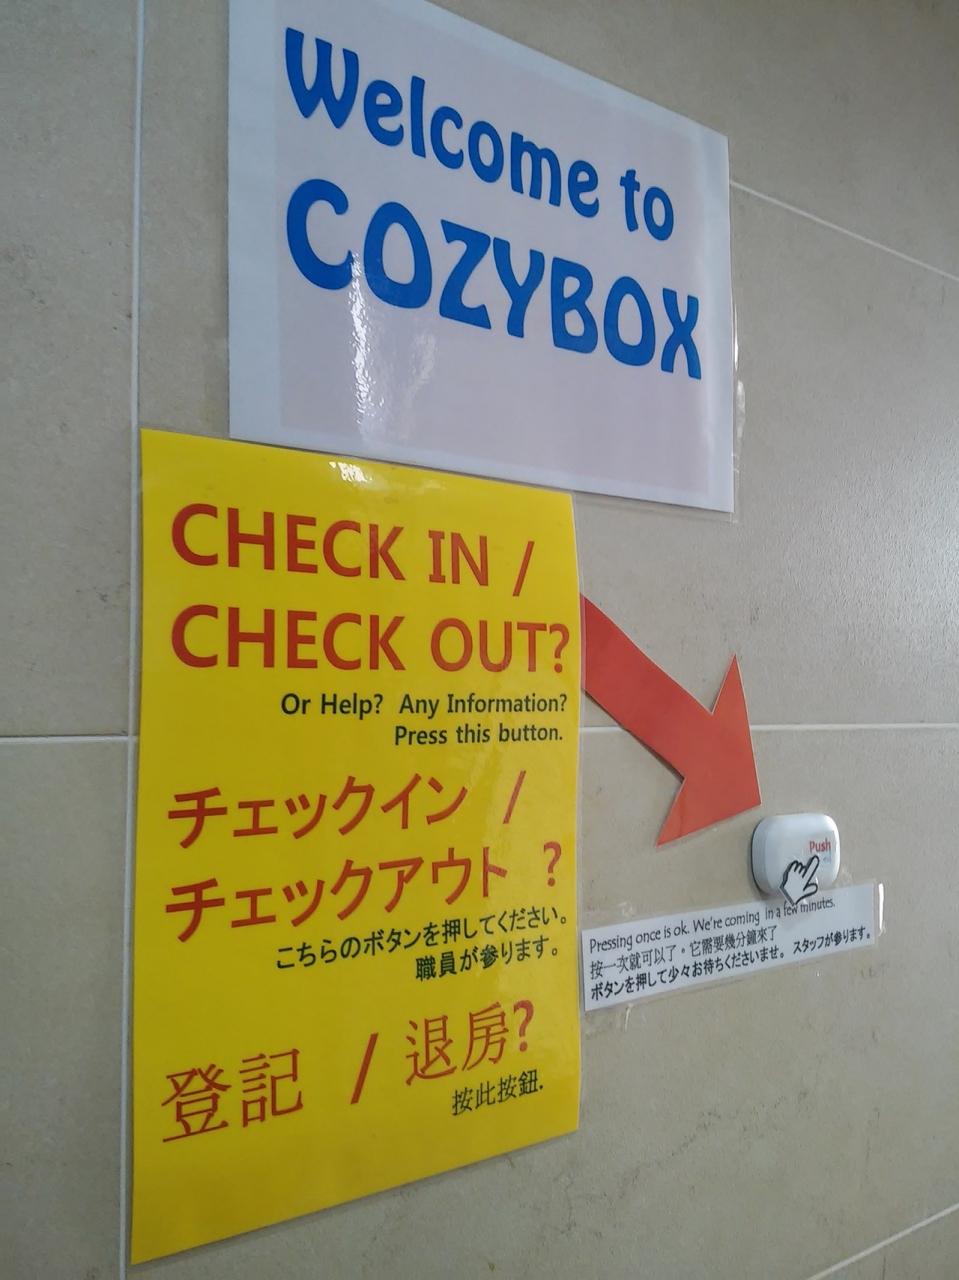 Welcome to
COZYBOX
CHECK IN /
CHECK OUT?
Or Help? Any Information?
Press this button.
チェックイン /
チェックアウト ?
こちらのボタンを押してください。
職員が参ります。
登記 / 退房?
按此按鈕.
Push
Pressing once is ok. We're coming in a few minutes.
按一次就可以了。它需要幾分鐘來了
ボタンを押して少々お待ちくださいませ。 スタッフが参ります。